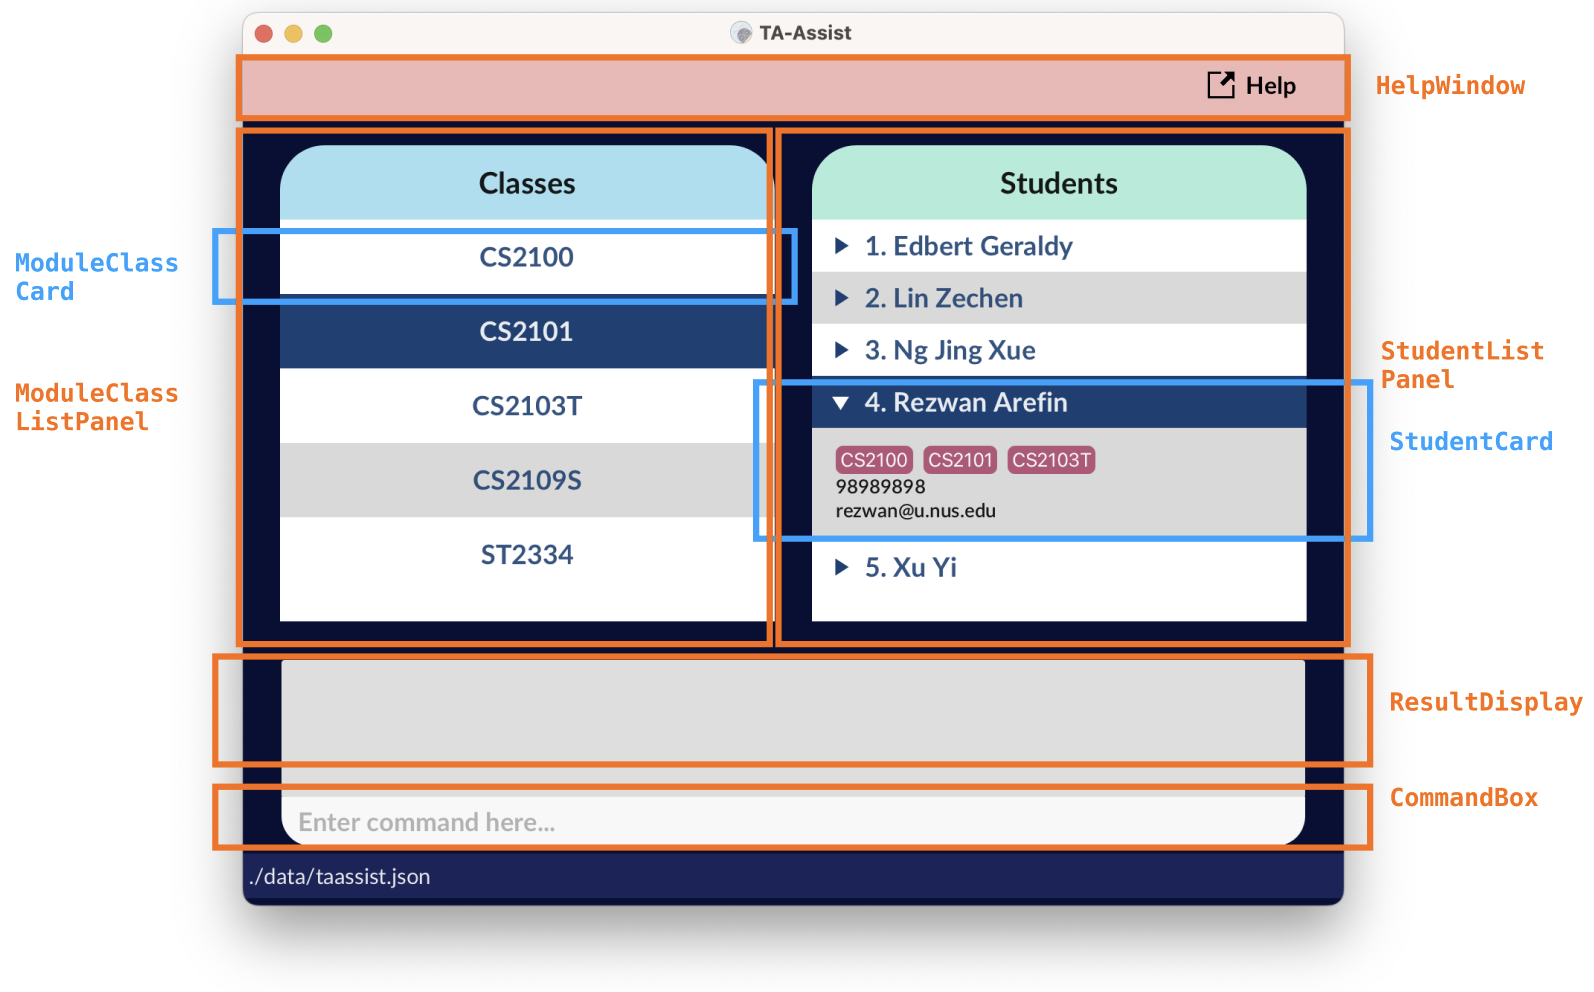 TA-Assist
Help
HelpWindow
Classes
Students
CS2100
CS2101
CS2103T
CS2109S
ST2334
1. Edbert Geraldy
2. Lin Zechen
3. Ng Jing Xue
4. Rezwan Arefin
CS2100 CS2101 CS2103T
98989898
rezwan@u.nus.edu
5. Xu Yi
ModuleClass
Card
ModuleClass
ListPanel
StudentList
Panel
StudentCard
ResultDisplay
CommandBox
Enter command here...
./data/taassist.json